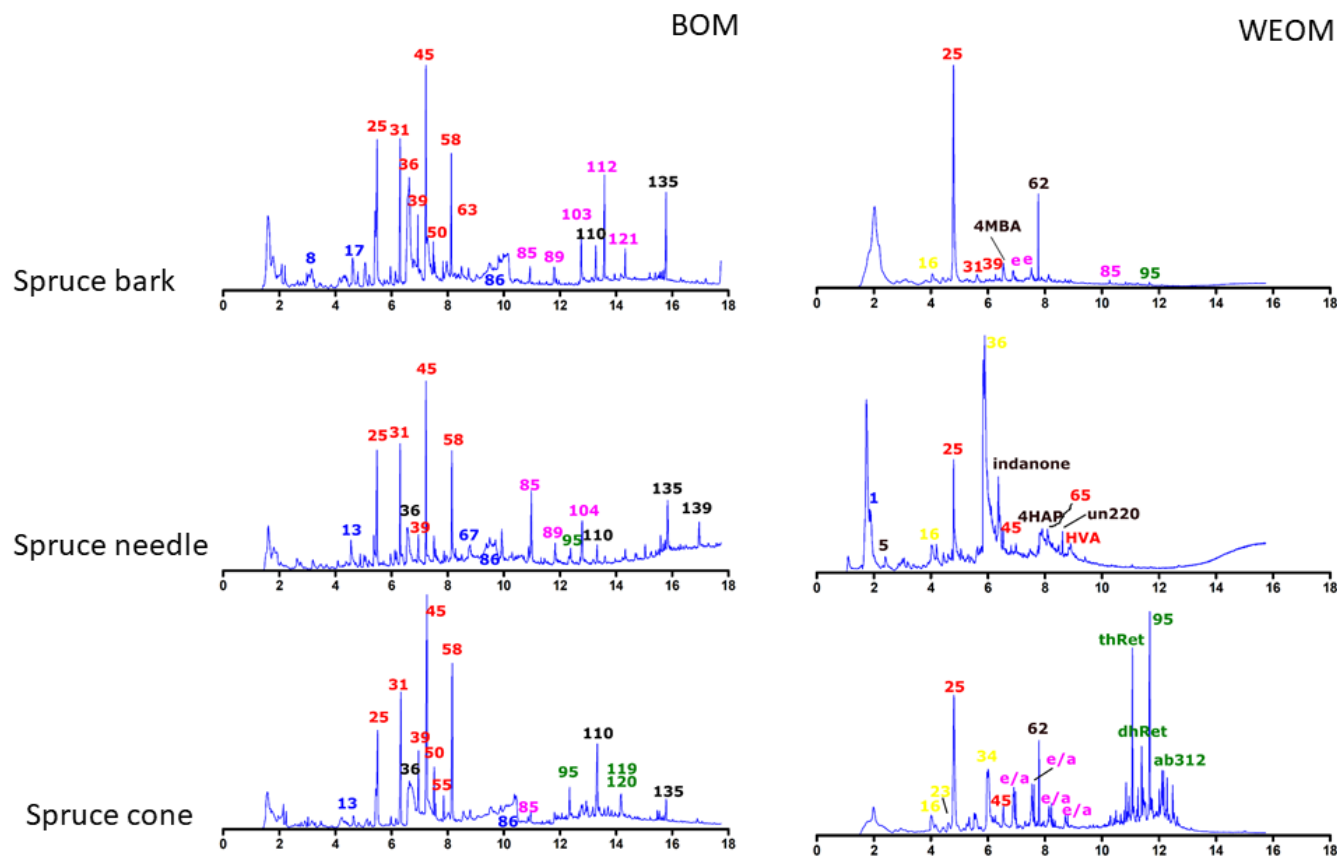 BOM
WEOM
Spruce bark
8
17
25
31
36
39
45
50
58
63
86
85
89
103
110
112
121
135
0 2 4 6 8 10 12 14 16 18
16
25
31
39
4MBA
e e
62
85
95
0 2 4 6 8 10 12 14 16 18
Spruce needle
13
25
31
36
39
45
58
67
86
85
89
95
104
110
135
139
0 2 4 6 8 10 12 14 16 18
1
5
16
25
36
indanone
45
4HAP
65
un220
HVA
0 2 4 6 8 10 12 14 16 18
Spruce cone
13
25
31
36
39
45
50
55
58
86
85
95
110
119
120
135
0 2 4 6 8 10 12 14 16 18
16
23
25
34
45
e/a
62
e/a
e/a
e/a
thRet
dhRet
95
ab312
0 2 4 6 8 10 12 14 16 18